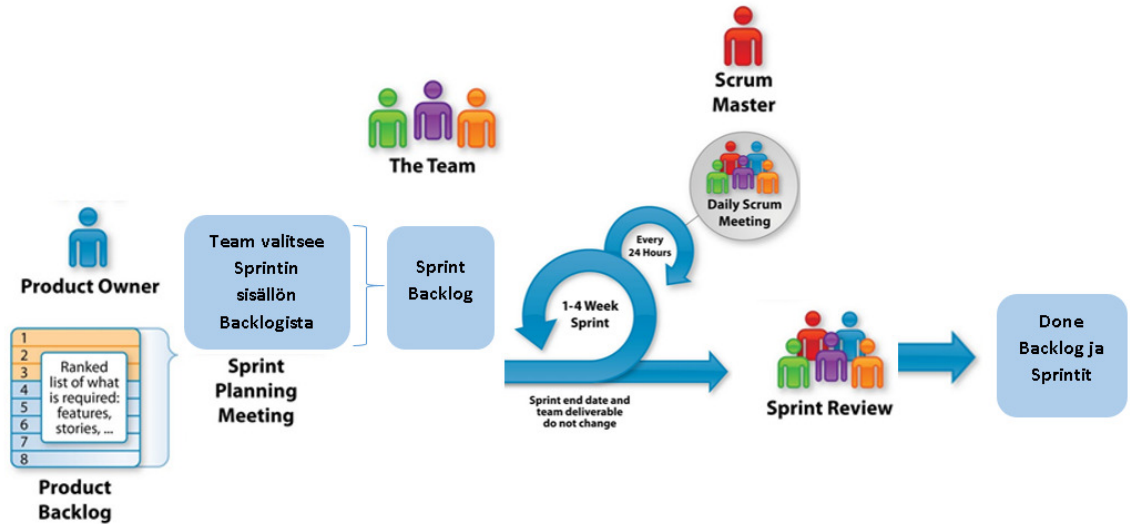 Scrum
Master
The Team
Daily Scrum
Meeting
Product Owner
Team valitsee
Sprintin
sisällön
Backlogista
Sprint
Backlog
Every
24 Hours
1-4 Week
Sprint
1
2
3
4
5
6
7
8
Ranked
list of what
is required:
features,
stories, ...
Product
Backlog
Sprint
Planning
Meeting
Sprint end date and
team deliverable
do not change
Sprint Review
Done
Backlog ja
Sprintit